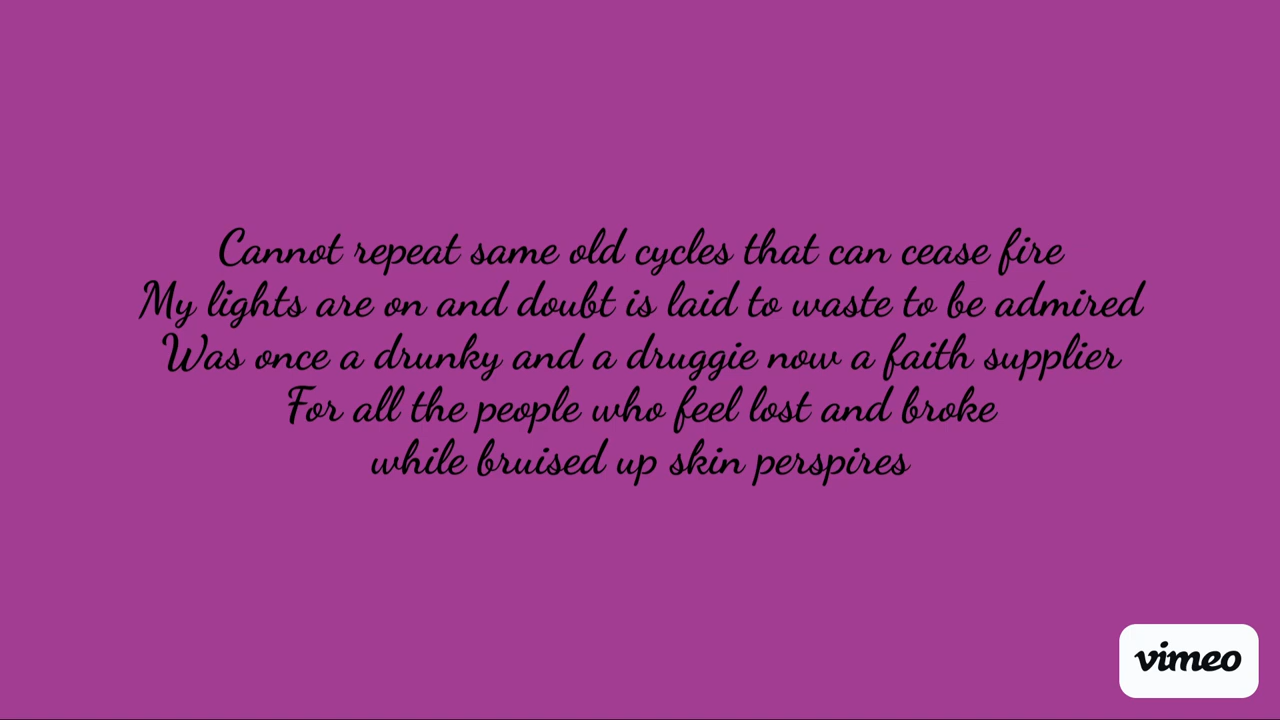 Cannot repeat same old cycles that can cease fire
My lights are on and doubt is laid to waste to be admired
Was once a drunky and a druggie now a faith supplier
For all the people who feel lost and broke
while bruised up skin perspires
vimeo